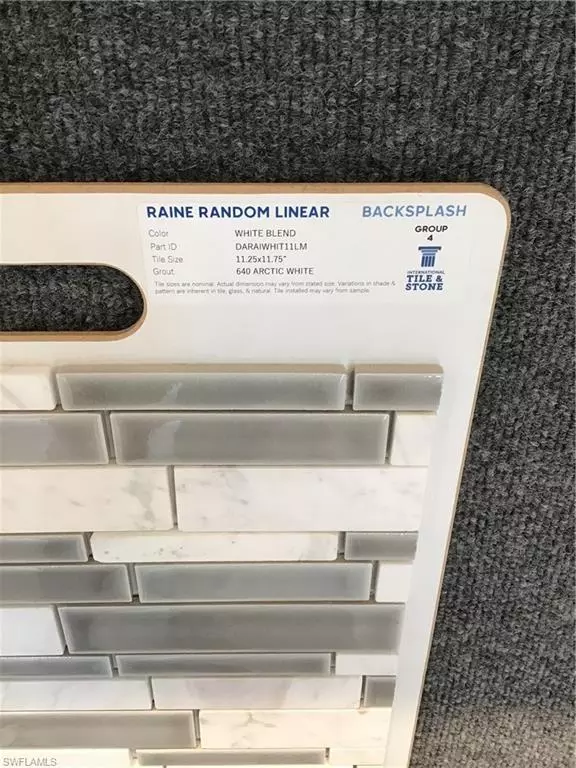 RAINE RANDOM LINEAR BACKSPLASH
Color WHITE BLEND
Part ID DARAIWHIT11LM
Tile Size 11.25x11.75"
Grout 640 ARCTIC WHITE
Tile sizes are nominal. Actual dimension may vary from stated size. Variations in shade &
pattern are inherent in tile, glass, & natural. Tile installed may vary from sample.
GROUP
4
INTERNATIONAL
TILE &
STONE
SWFLAMLS